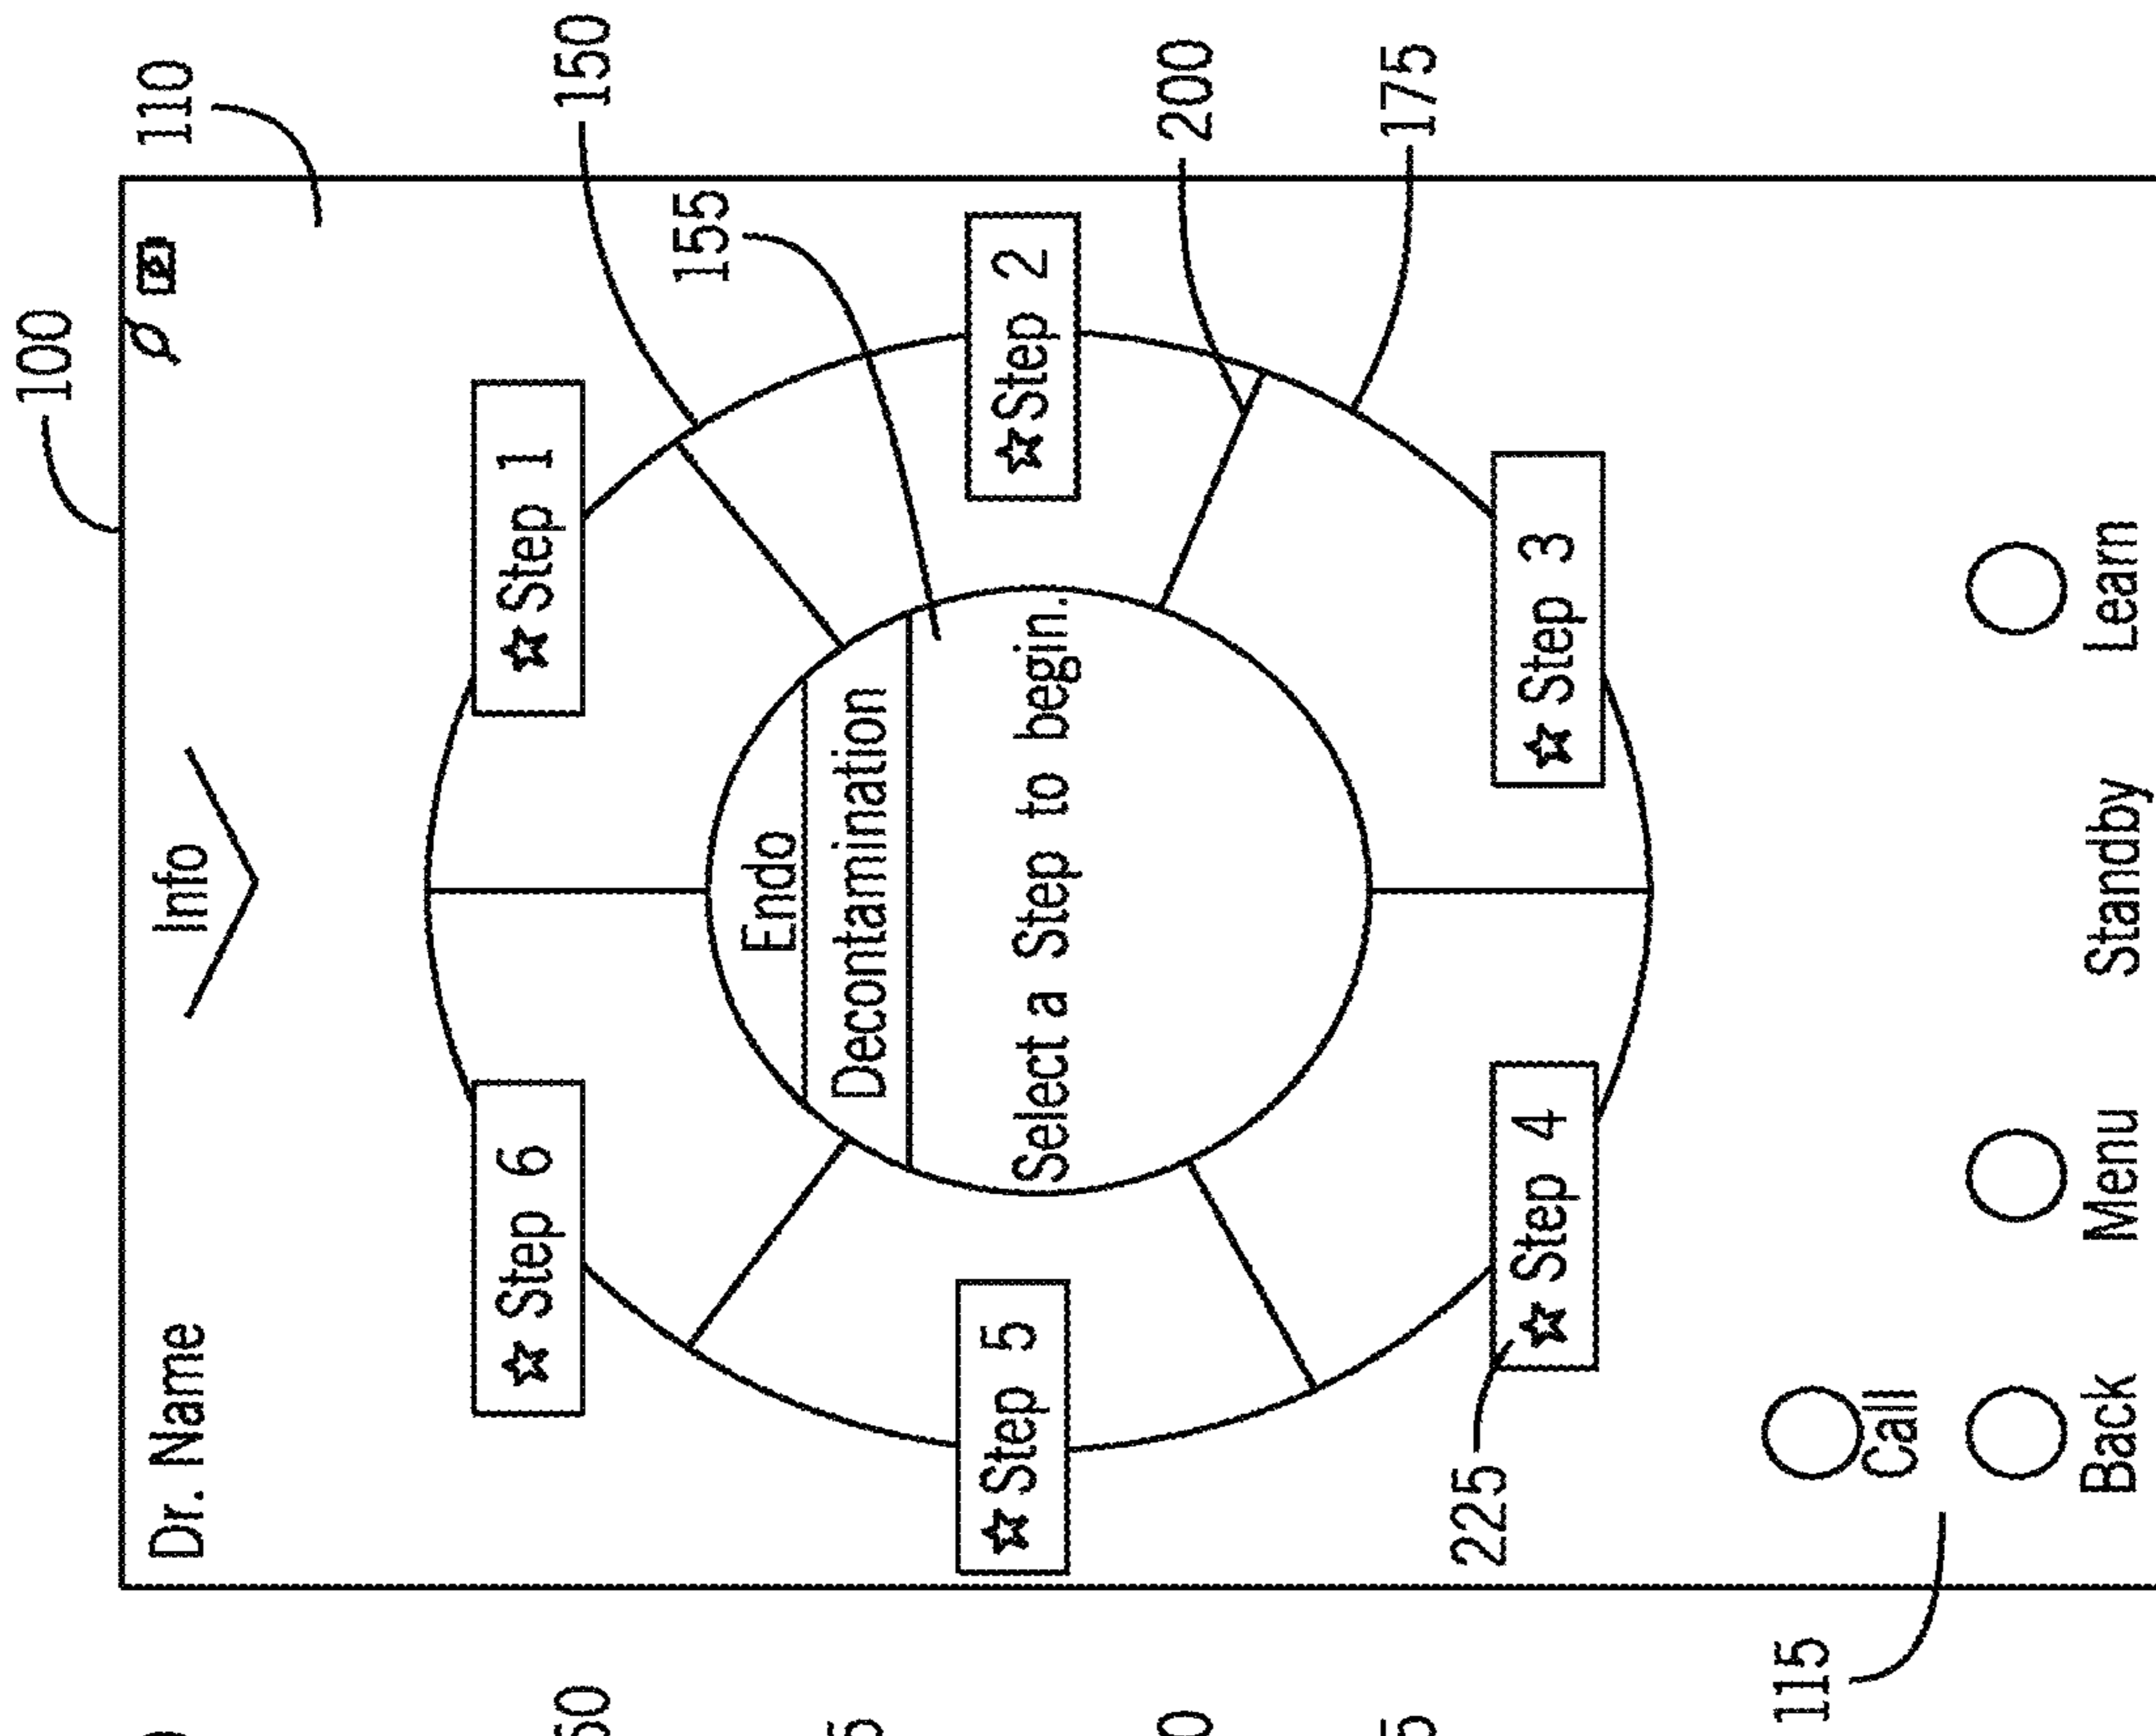 100
110
Dr. Name
Info
150
155
☆ Step 6
☆ Step 1
Endo
Decontamination
Select a Step to begin.
☆ Step 5
☆ Step 2
200
175
225
☆ Step 4
☆ Step 3
Call
115
Back
Menu
Standby
Learn